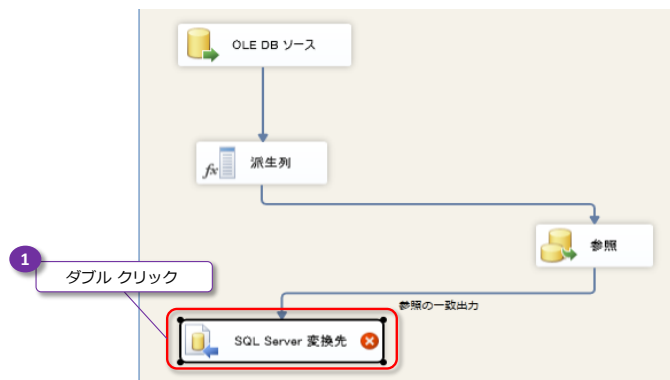 OLE DB ソース
fx
派生列
参照
1
ダブル クリック
参照の一致出力
SQL Server 変換先